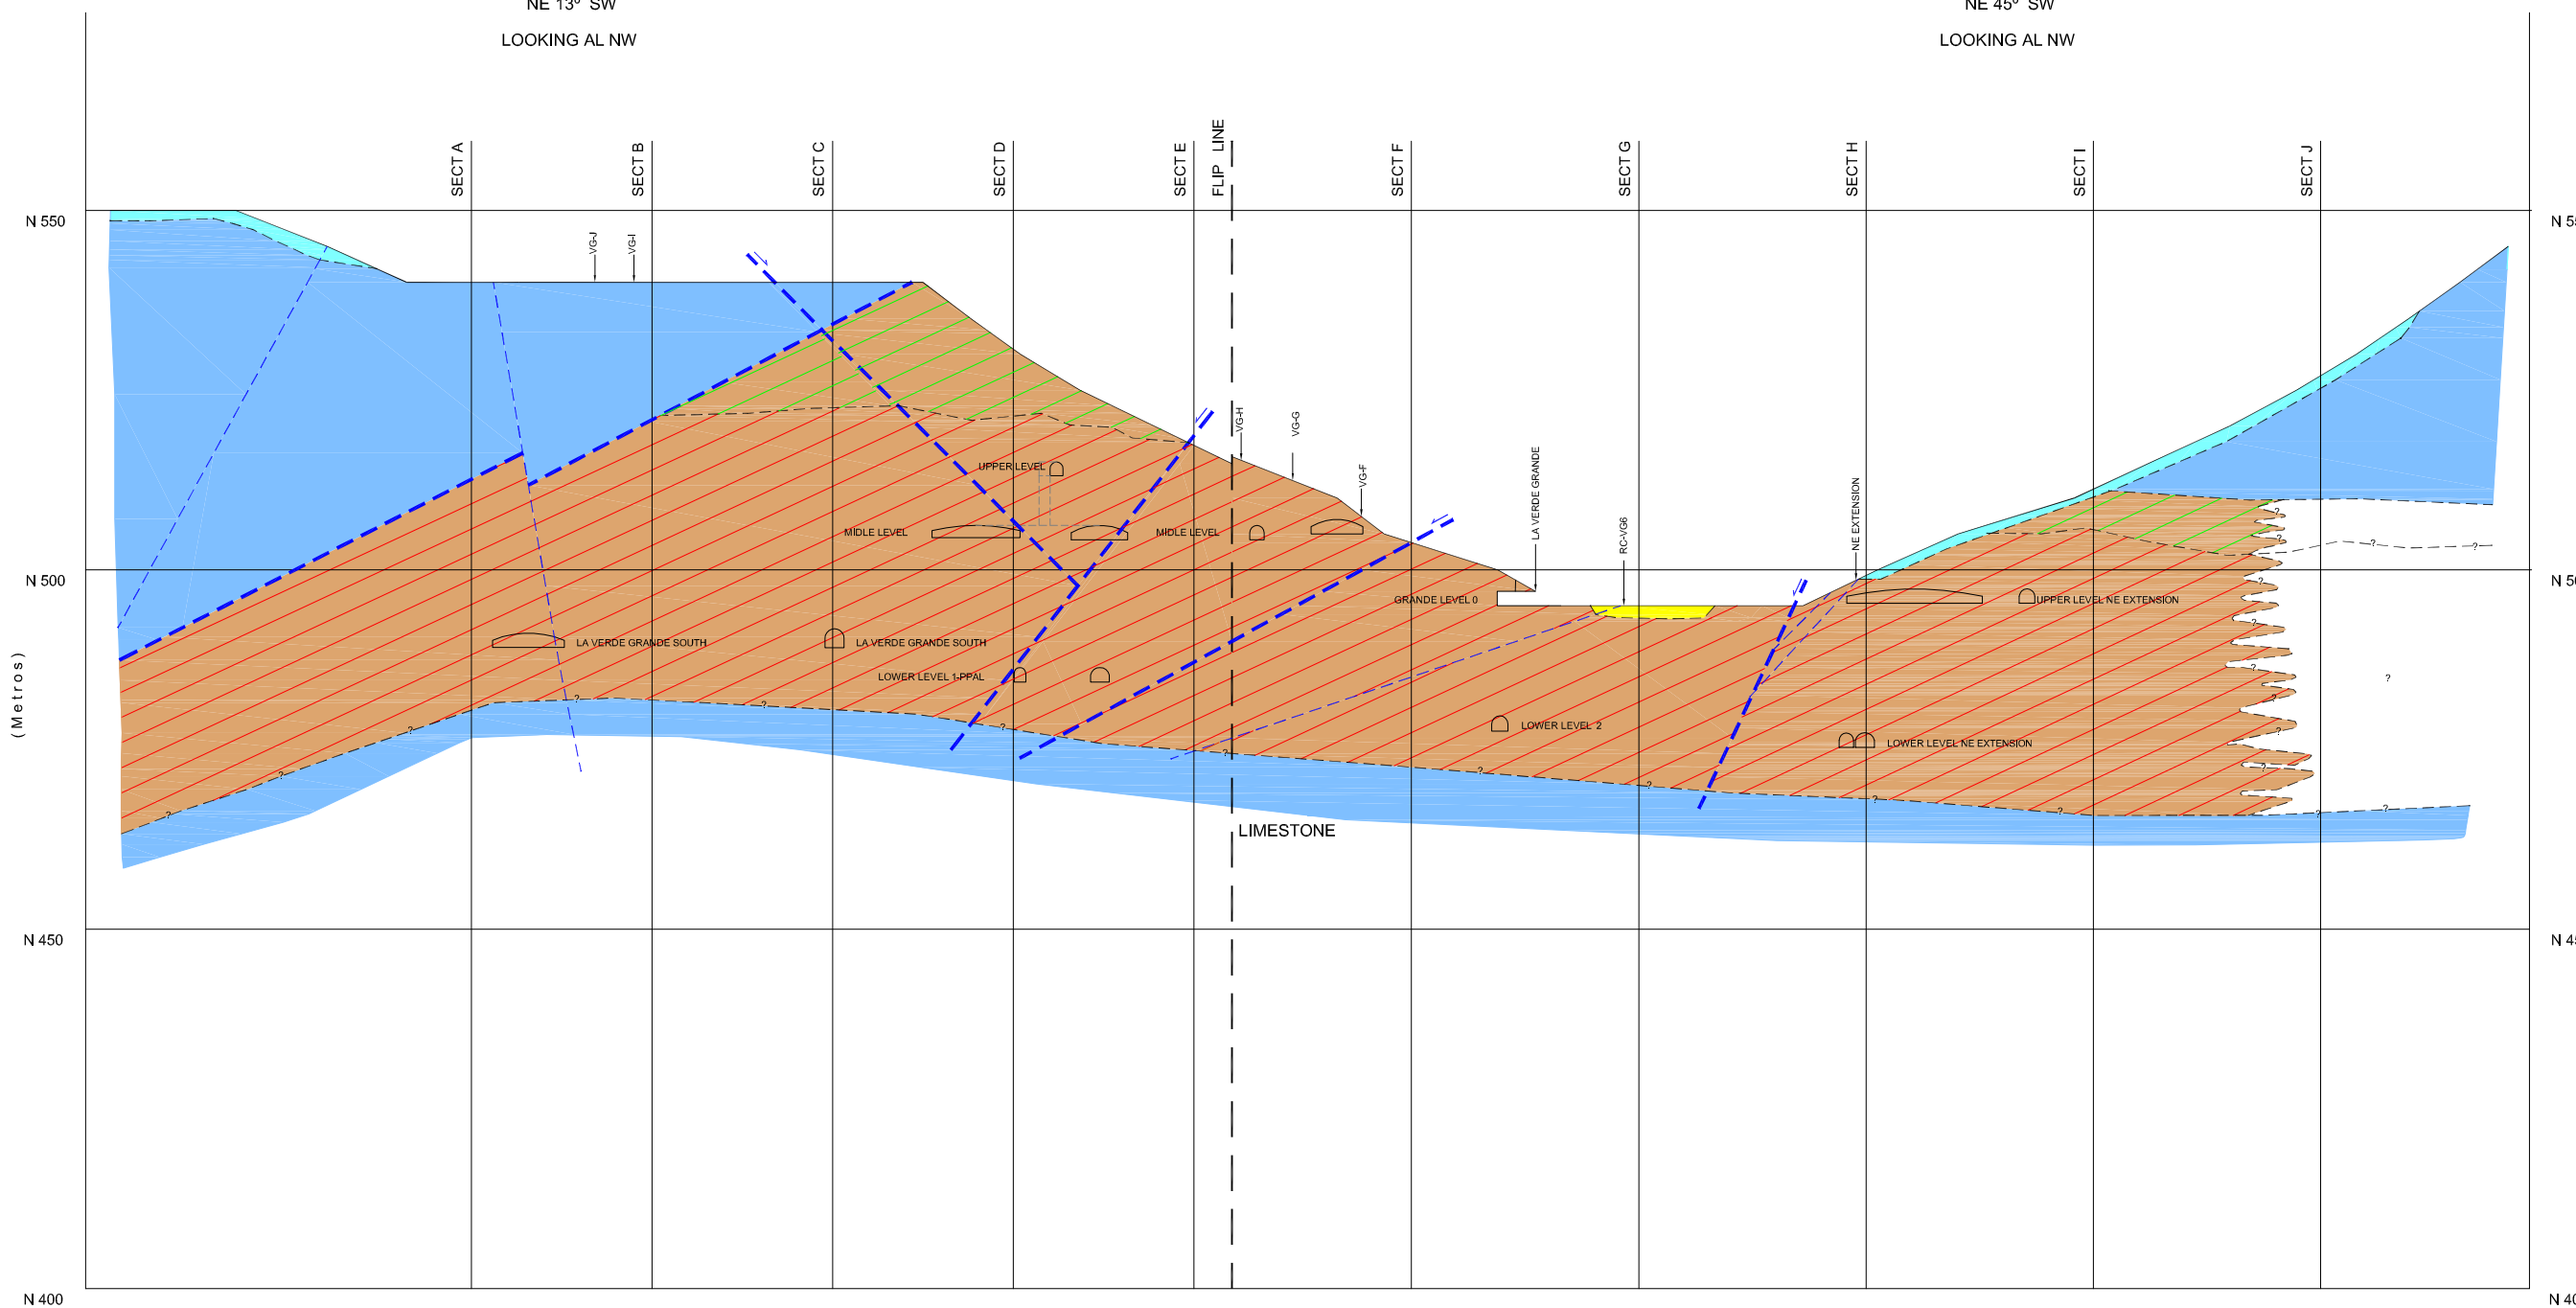 NE 13º SW
NE 45º SW
LOOKING AL NW
LOOKING AL NW
SECT A
SECT B
SECT C
SECT D
SECT E
FLIP LINE
SECT F
SECT G
SECT H
SECT I
SECT J
N 550
VG-J
VG-I
VG-H
VG-G
VG-F
LA VERDE GRANDE
RC-VG6
NE EXTENSION
UPPER LEVEL
MIDLE LEVEL
MIDLE LEVEL
N 500
GRANDE LEVEL 0
UPPER LEVEL NE EXTENSION
LA VERDE GRANDE SOUTH
LA VERDE GRANDE SOUTH
LOWER LEVEL 1-PPAL
(Metros)
LOWER LEVEL 2
LOWER LEVEL NE EXTENSION
LIMESTONE
N 450
N 400